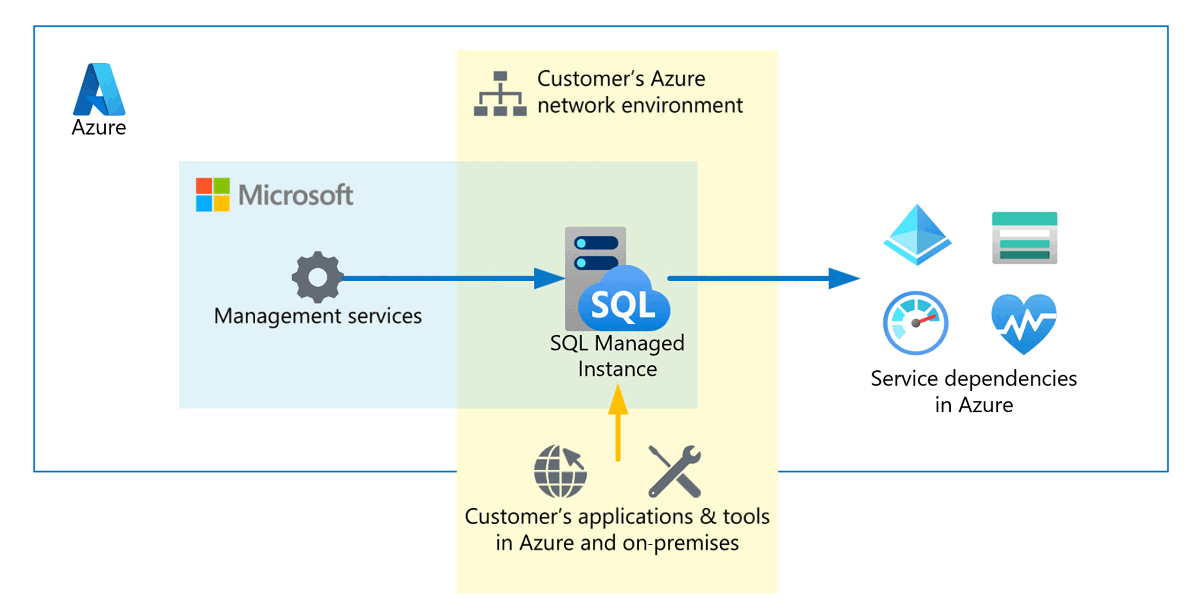 Customer’s Azure
network environment
Azure
Microsoft
Management services
SQL
SQL Managed
Instance
Service dependencies
in Azure
Customer’s applications & tools
in Azure and on-premises